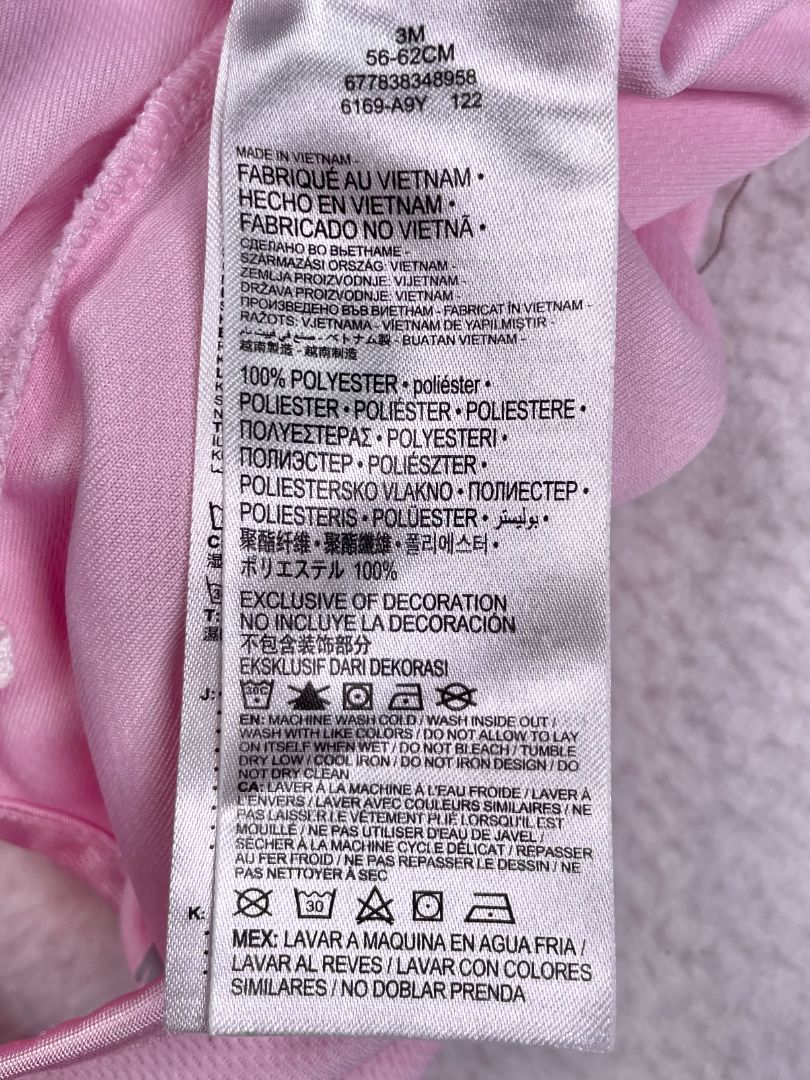 3M
56-62CM
677838348958
6169-A9Y 122
MADE IN VIETNAM -
FABRIQUÉ AU VIETNAM •
HECHO EN VIETNAM •
FABRICADO NO VIETNÃ •
СДЕЛАНО ВО ВЬЕТНАМЕ -
SZÁRMAZÁSI ORSZÁG: VIETNAM -
ZEMLJA PROIZVODNJE: VIJETNAM -
DRŽAVA PROIZVODNJE: VIETNAM -
ПРОИЗВЕДЕНО ВЪВ ВИЕТНАМ - FABRICAT ÎN VIETNAM -
RAŽOTS: VJETNAMA - VİETNAM DE YAPILMIŞTIR -
صنع في فيتنام - ベトナム製 - BUATAN VIETNAM -
越南製造 - 越南制造
100% POLYESTER • poliéster •
POLIESTER • POLIÉSTER • POLIESTERE •
ΠΟΛΥΕΣΤΕΡΑΣ • POLYESTERI •
ПОЛИЭСТЕР • POLIÉSZTER •
POLIESTERSKO VLAKNO • ПОЛИЕСТЕР •
POLIESTERIS • POLÜESTER • بوليستر •
聚酯纤维 • 聚酯纖維 • 폴리에스터 •
ポリエステル 100%
EXCLUSIVE OF DECORATION
NO INCLUYE LA DECORACIÓN
不包含装饰部分
EKSKLUSIF DARI DEKORASI
30C
EN: MACHINE WASH COLD / WASH INSIDE OUT /
WASH WITH LIKE COLORS / DO NOT ALLOW TO LAY
ON ITSELF WHEN WET / DO NOT BLEACH / TUMBLE
DRY LOW / COOL IRON / DO NOT IRON DESIGN / DO
NOT DRY CLEAN
CA: LAVER À LA MACHINE À L'EAU FROIDE / LAVER À
L'ENVERS / LAVER AVEC COULEURS SIMILAIRES / NE
PAS LAISSER LE VÊTEMENT PLIÉ LORSQU'IL EST
MOUILLÉ / NE PAS UTILISER D'EAU DE JAVEL /
SÉCHER À LA MACHINE CYCLE DÉLICAT / REPASSER
AU FER FROID / NE PAS REPASSER LE DESSIN / NE
PAS NETTOYER À SEC
30
MEX: LAVAR A MAQUINA EN AGUA FRIA /
LAVAR AL REVES / LAVAR CON COLORES
SIMILARES / NO DOBLAR PRENDA
J:
K: